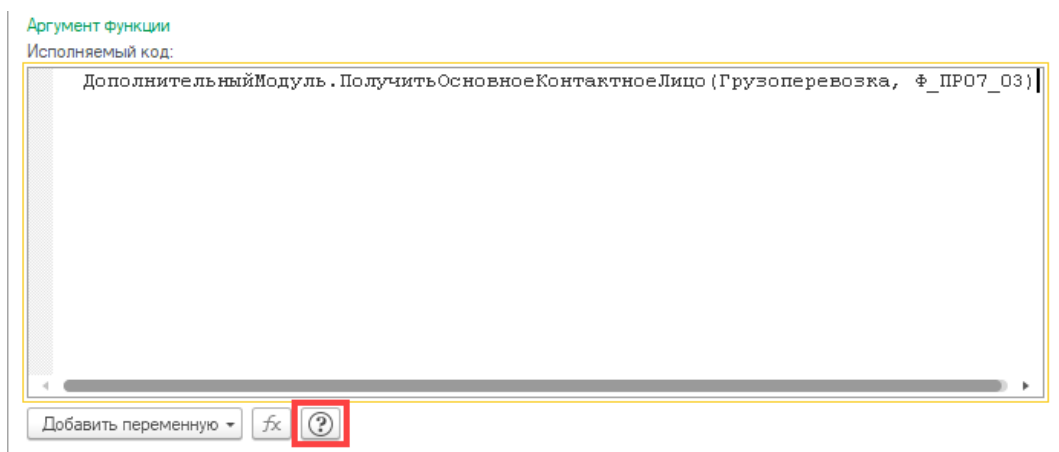 Аргумент функции
Исполняемый код:
ДополнительныйМодуль.ПолучитьОсновноеКонтактноеЛицо(Грузоперевозка, Ф_ПР07_03)
Добавить переменную fx ?